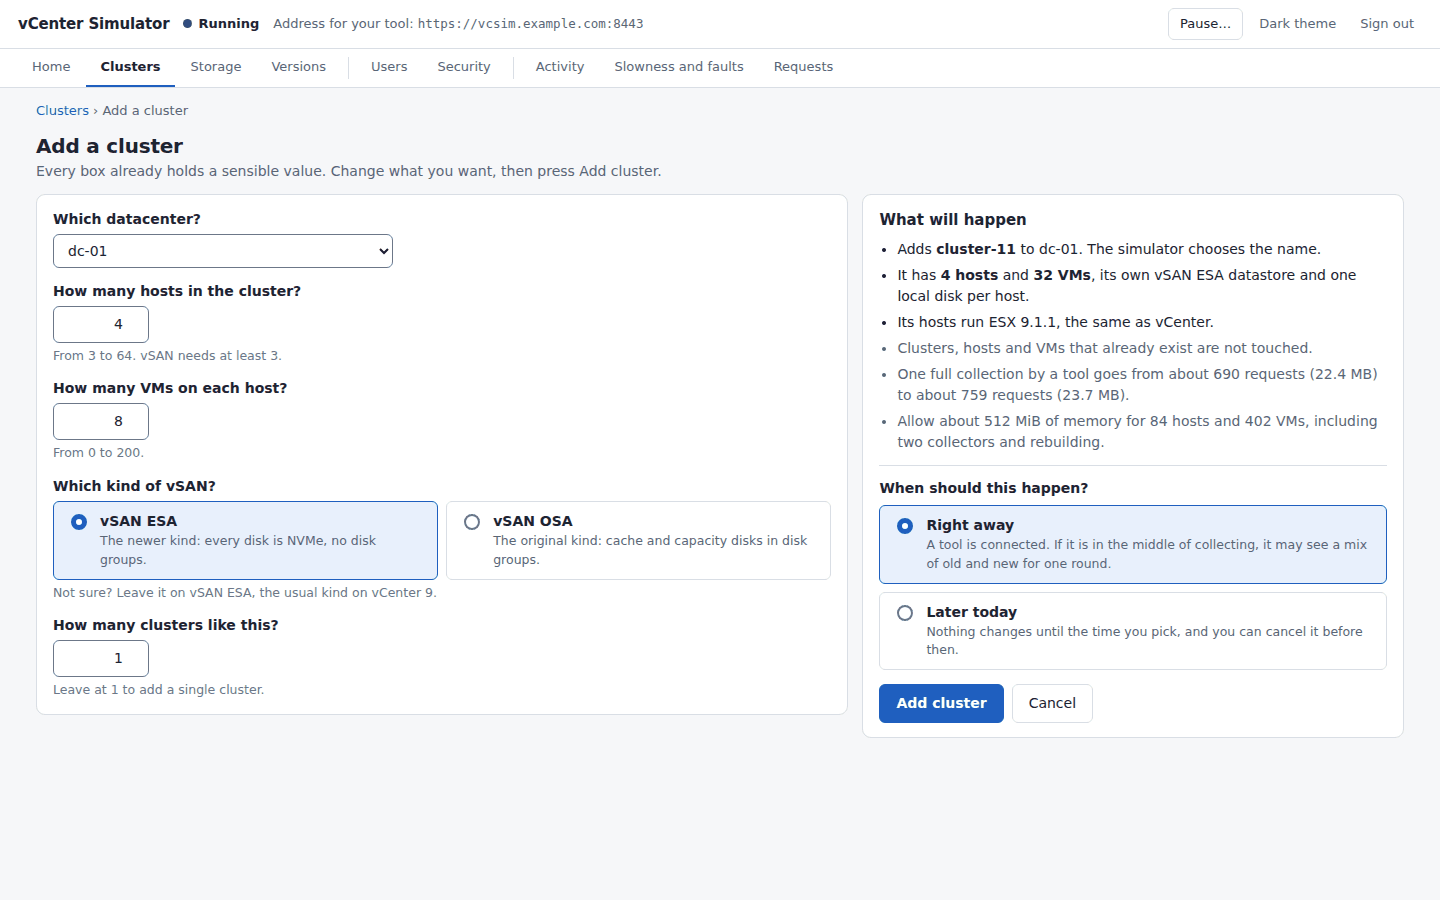 vCenter Simulator Running Address for your tool: https://vcsim.example.com:8443 Pause... Dark theme Sign out
Home Clusters Storage Versions Users Security Activity Slowness and faults Requests
Clusters › Add a cluster
Add a cluster
Every box already holds a sensible value. Change what you want, then press Add cluster.
Which datacenter?
dc-01
How many hosts in the cluster?
4
From 3 to 64. vSAN needs at least 3.
How many VMs on each host?
8
From 0 to 200.
Which kind of vSAN?
vSAN ESA
The newer kind: every disk is NVMe, no disk
groups.
vSAN OSA
The original kind: cache and capacity disks in disk
groups.
Not sure? Leave it on vSAN ESA, the usual kind on vCenter 9.
How many clusters like this?
1
Leave at 1 to add a single cluster.
What will happen
• Adds cluster-11 to dc-01. The simulator chooses the name.
• It has 4 hosts and 32 VMs, its own vSAN ESA datastore and one
local disk per host.
• Its hosts run ESX 9.1.1, the same as vCenter.
• Clusters, hosts and VMs that already exist are not touched.
• One full collection by a tool goes from about 690 requests (22.4 MB)
to about 759 requests (23.7 MB).
• Allow about 512 MiB of memory for 84 hosts and 402 VMs, including
two collectors and rebuilding.
When should this happen?
Right away
A tool is connected. If it is in the middle of collecting, it may see a mix
of old and new for one round.
Later today
Nothing changes until the time you pick, and you can cancel it before
then.
Add cluster Cancel